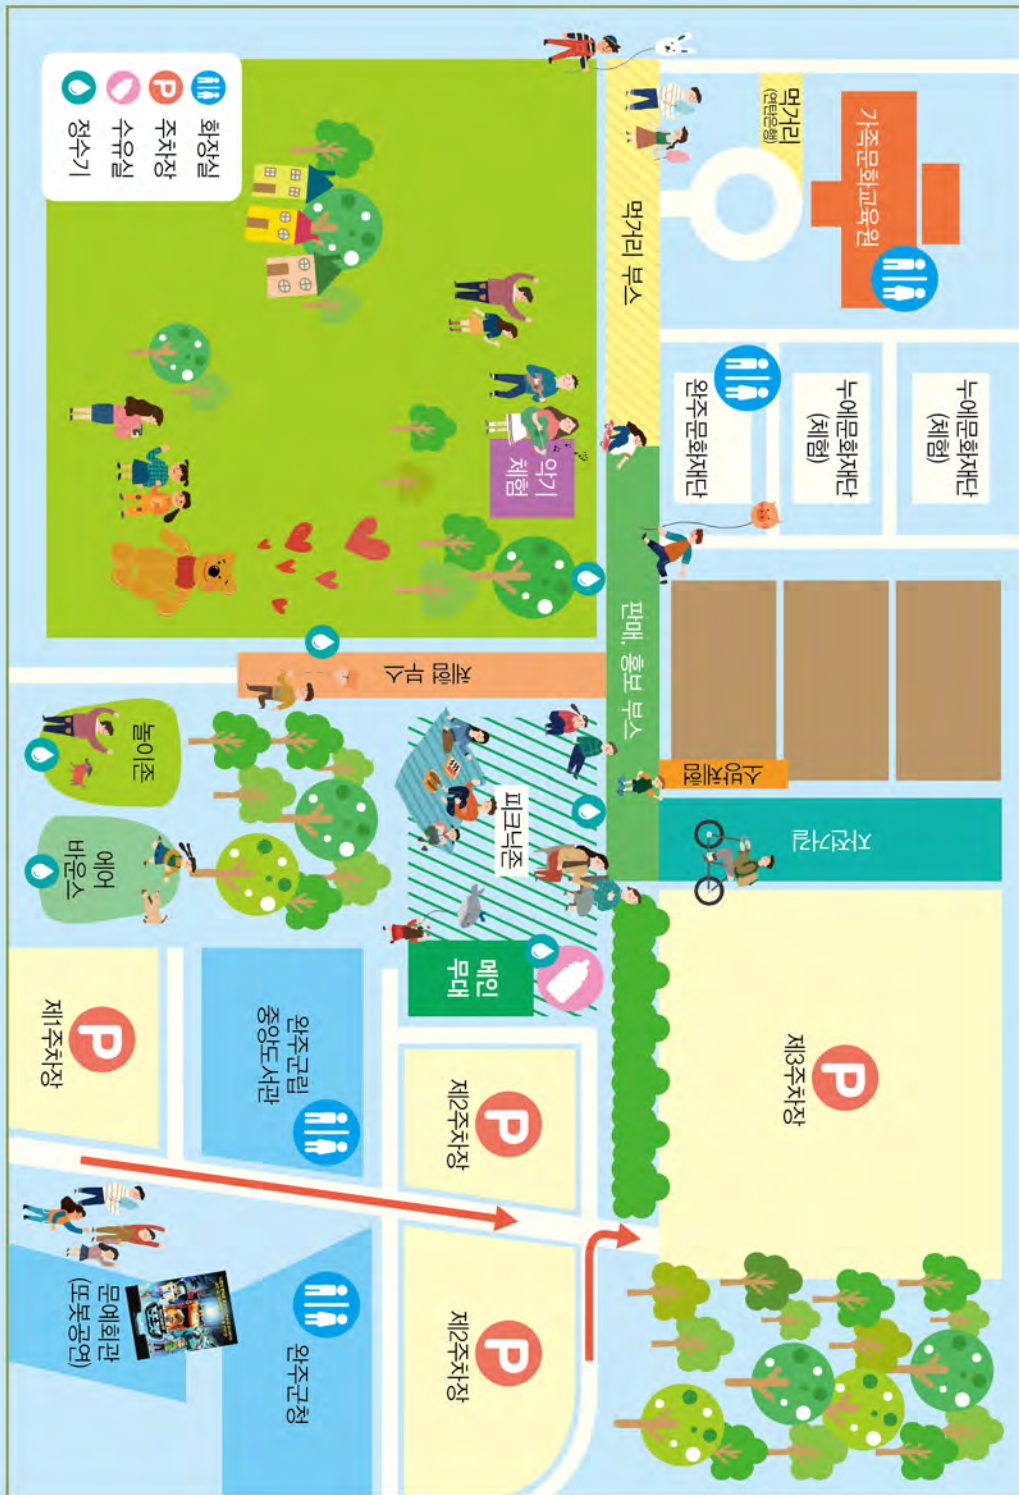 화장실
주차장
수유실
정수기
먹거리
(연탄은행)
가족문화교육원
먹거리 부스
완주문화재단
누에문화재단
(체험)
누에문화재단
(체험)
악기
체험
판매, 홍보 부스
체험 부스
소방체험
자전거길
놀이존
에어
바운스
피크닉존
메인
무대
P
제1주차장
완주군립
중앙도서관
P
제2주차장
P
제3주차장
문예회관
(또봇공연)
완주군청
P
제2주차장